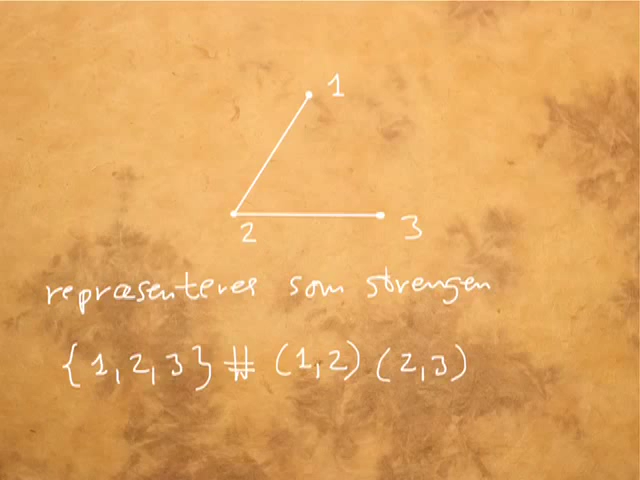 1
2
3
repræsenteres som strengen
{1,2,3} # (1,2) (2,3)